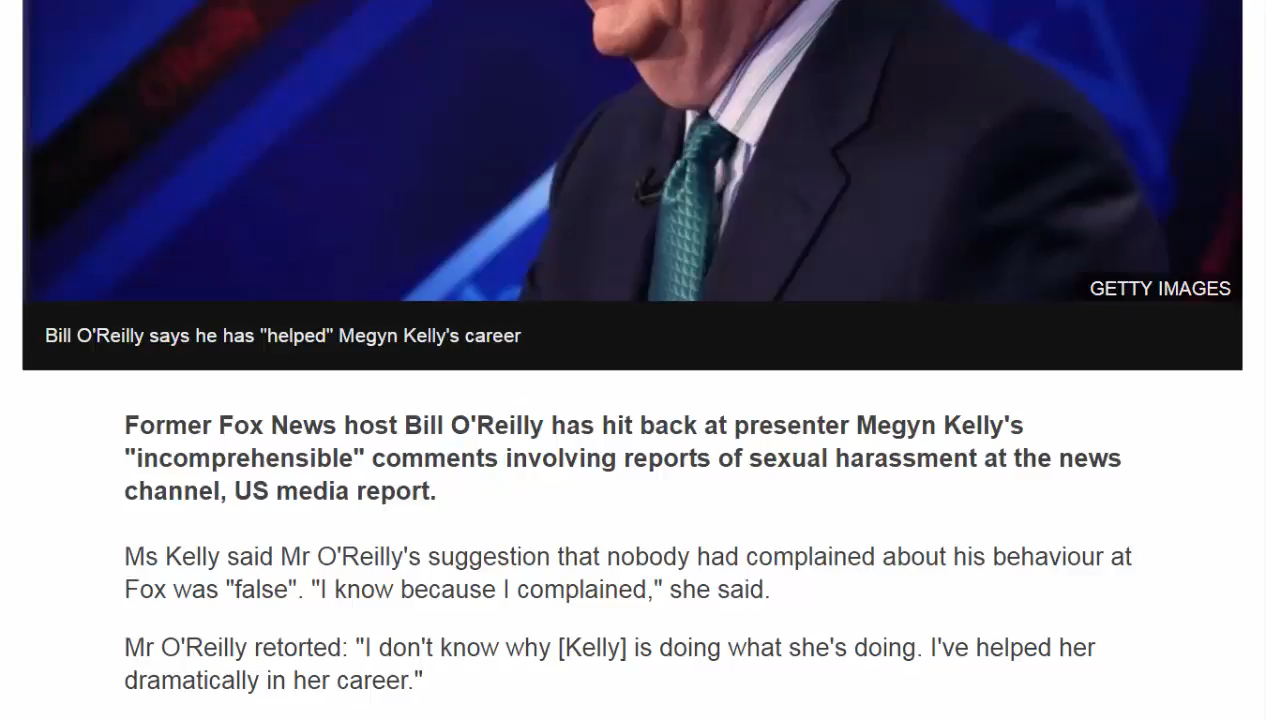 GETTY IMAGES
Bill O'Reilly says he has "helped" Megyn Kelly's career
Former Fox News host Bill O'Reilly has hit back at presenter Megyn Kelly's
"incomprehensible" comments involving reports of sexual harassment at the news
channel, US media report.
Ms Kelly said Mr O'Reilly's suggestion that nobody had complained about his behaviour at
Fox was "false". "I know because I complained," she said.
Mr O'Reilly retorted: "I don't know why [Kelly] is doing what she's doing. I've helped her
dramatically in her career."